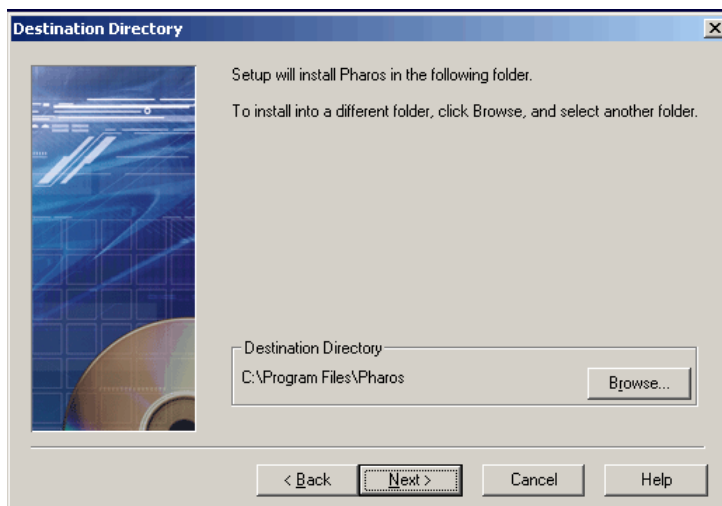 Destination Directory
Setup will install Pharos in the following folder.
To install into a different folder, click Browse, and select another folder.
Destination Directory
C:\Program Files\Pharos
Browse...
< Back Next > Cancel Help